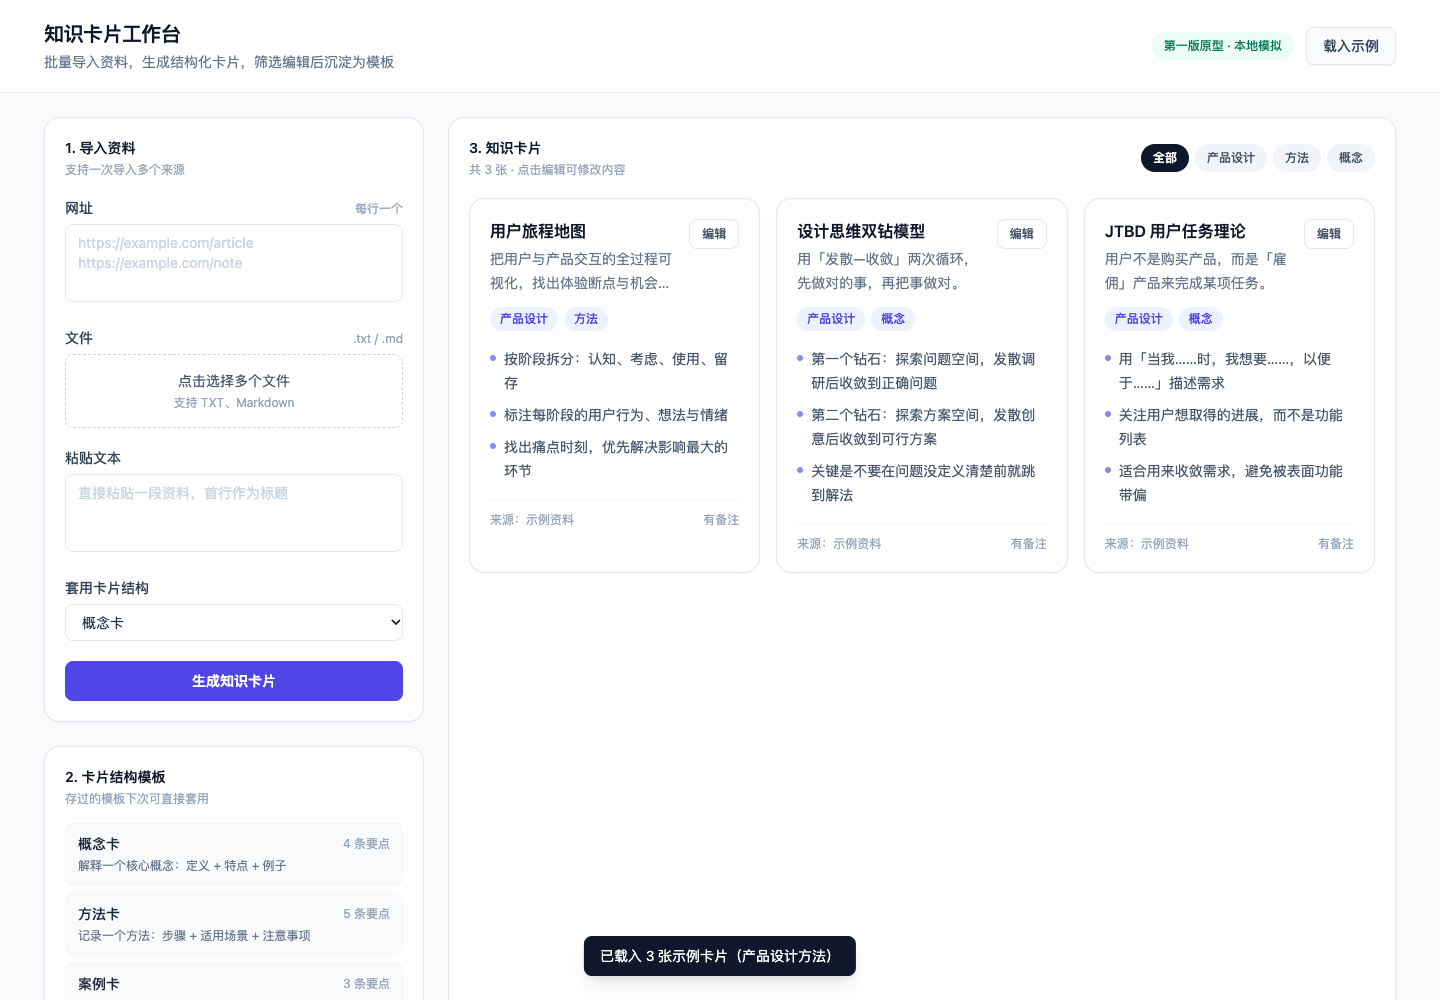 知识卡片工作台
批量导入资料，生成结构化卡片，筛选编辑后沉淀为模板
第一版原型 · 本地模拟
载入示例
1. 导入资料
支持一次导入多个来源
网址
每行一个
https://example.com/article
https://example.com/note
文件
.txt / .md
点击选择多个文件
支持 TXT、Markdown
粘贴文本
直接粘贴一段资料，首行作为标题
套用卡片结构
概念卡
生成知识卡片
2. 卡片结构模板
存过的模板下次可直接套用
概念卡
4 条要点
解释一个核心概念：定义 + 特点 + 例子
方法卡
5 条要点
记录一个方法：步骤 + 适用场景 + 注意事项
案例卡
3 条要点
3. 知识卡片
共 3 张 · 点击编辑可修改内容
全部
产品设计
方法
概念
用户旅程地图
编辑
把用户与产品交互的全过程可
视化，找出体验断点与机会...
产品设计
方法
按阶段拆分：认知、考虑、使用、留
存
标注每阶段的用户行为、想法与情绪
找出痛点时刻，优先解决影响最大的
环节
来源：示例资料
有备注
设计思维双钻模型
编辑
用「发散—收敛」两次循环，
先做对的事，再把事做对。
产品设计
概念
第一个钻石：探索问题空间，发散调
研后收敛到正确问题
第二个钻石：探索方案空间，发散创
意后收敛到可行方案
关键是不要在问题没定义清楚前就跳
到解法
来源：示例资料
有备注
JTBD 用户任务理论
编辑
用户不是购买产品，而是「雇
佣」产品来完成某项任务。
产品设计
概念
用「当我……时，我想要……，以便
于……」描述需求
关注用户想取得的进展，而不是功能
列表
适合用来收敛需求，避免被表面功能
带偏
来源：示例资料
有备注
已载入 3 张示例卡片（产品设计方法）